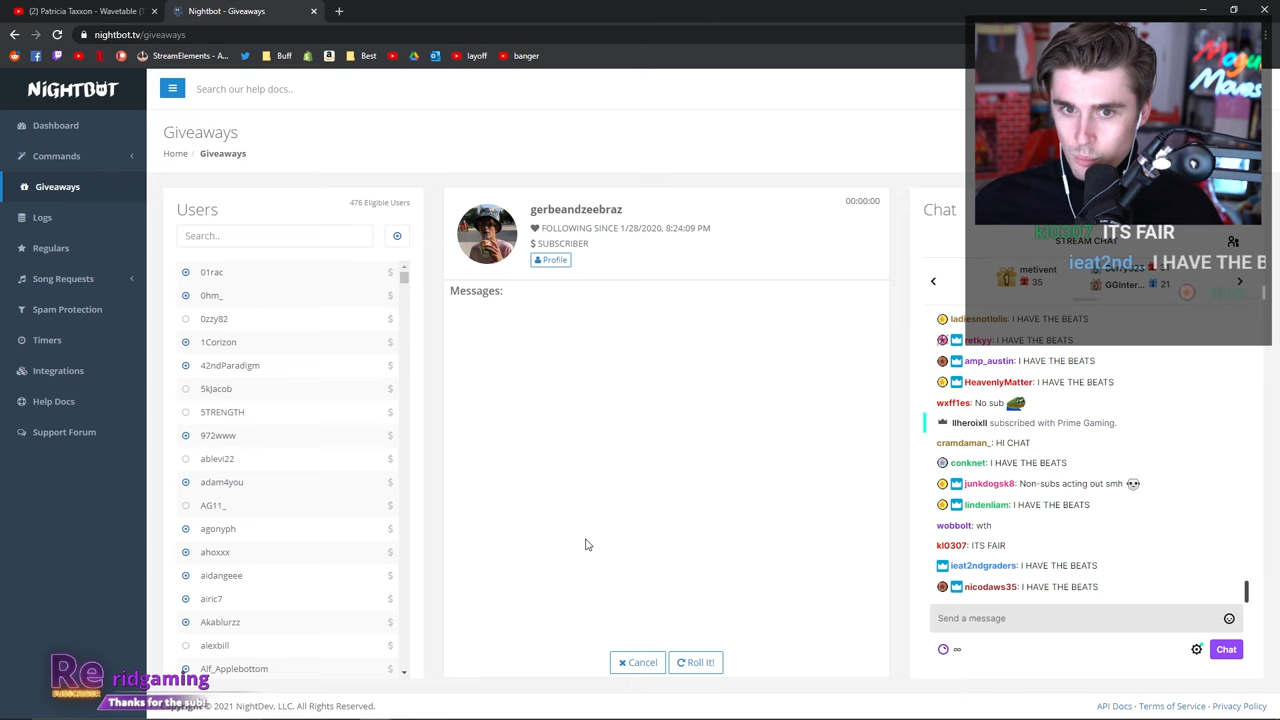 (2) Patricia Taxxon - Wavetable (T
Nightbot - Giveaways
nightbot.tv/giveaways
StreamElements - A...
Buff
Best
layoff
banger
NIGHTBOT
Search our help docs..
Dashboard
Commands
Giveaways
Logs
Regulars
Song Requests
Spam Protection
Timers
Integrations
Help Docs
Support Forum
Giveaways
Home / Giveaways
Users
476 Eligible Users
Search..
01rac
0hm_
0zzy82
1Corizon
42ndParadigm
5kJacob
5TRENGTH
972www
ablevi22
adam4you
AG11_
agonyph
ahoxxx
aidangeee
airic7
Akablurzz
alexbill
Alf_Applebottom
gerbeandzeebraz
00:00:00
FOLLOWING SINCE 1/28/2020, 8:24:09 PM
$ SUBSCRIBER
Profile
Messages:
Cancel
Roll It!
Chat
kl0307 ITS FAIR
STREAM CHAT
ieat2nd... I HAVE THE B
metivent
35
GGInter...
21
ladiesnotlolis: I HAVE THE BEATS
retkyy: I HAVE THE BEATS
amp_austin: I HAVE THE BEATS
HeavenlyMatter: I HAVE THE BEATS
wxff1es: No sub
llheroixll subscribed with Prime Gaming.
cramdaman_: HI CHAT
conknet: I HAVE THE BEATS
junkdogsk8: Non-subs acting out smh
lindenliam: I HAVE THE BEATS
wobbolt: wth
kl0307: ITS FAIR
ieat2ndgraders: I HAVE THE BEATS
nicodaws35: I HAVE THE BEATS
Send a message
∞
Chat
Re
SUBSCRIBER
ridgaming
Thanks for the sub!
© 2021 NightDev, LLC. All Rights Reserved.
API Docs - Terms of Service - Privacy Policy